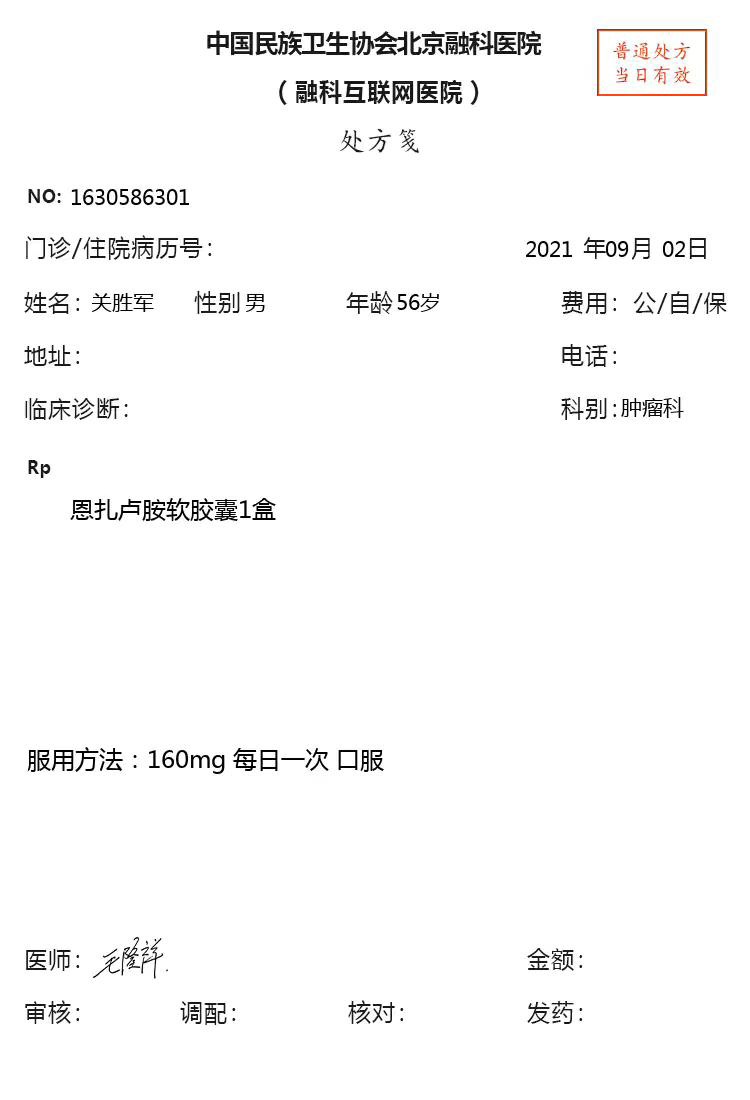 中国民族卫生协会北京融科医院
（融科互联网医院）
普通处方
当日有效
处方笺
NO: 1630586301
门诊/住院病历号： 2021 年09月 02日
姓名：关胜军 性别 男 年龄 56岁 费用：公/自/保
地址： 电话：
临床诊断： 科别：肿瘤科
Rp
恩扎卢胺软胶囊1盒
服用方法：160mg 每日一次 口服
医师：毛隆祥 金额：
审核： 调配： 核对： 发药：